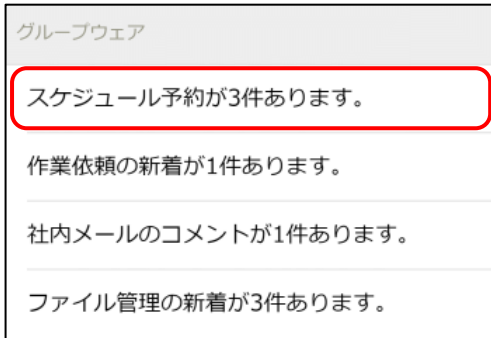 グループウェア
スケジュール予約が3件あります。
作業依頼の新着が1件あります。
社内メールのコメントが1件あります。
ファイル管理の新着が3件あります。